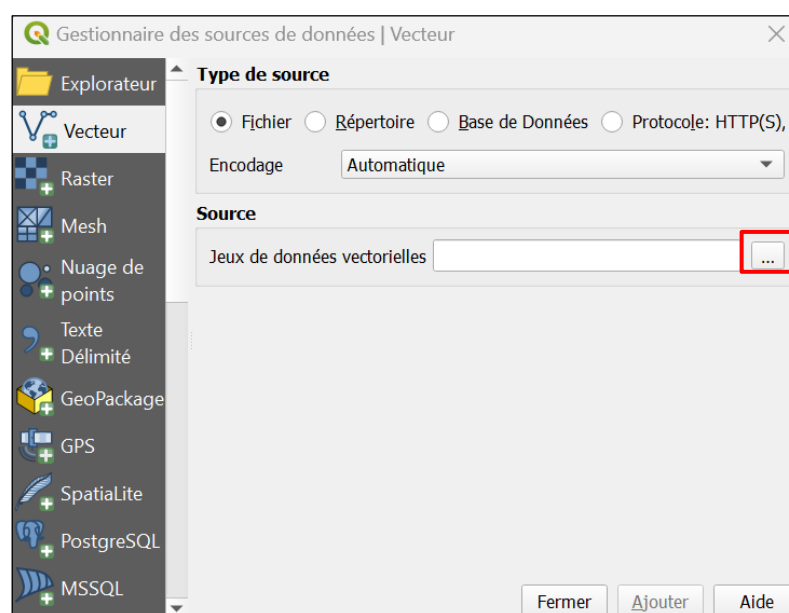 Gestionnaire des sources de données | Vecteur
Explorateur
Vecteur
Raster
Mesh
Nuage de
points
Texte
Délimité
GeoPackage
GPS
SpatiaLite
PostgreSQL
MSSQL
Type de source
Fichier Répertoire Base de Données Protocole: HTTP(S),
Encodage Automatique
Source
Jeux de données vectorielles ...
Fermer Ajouter Aide